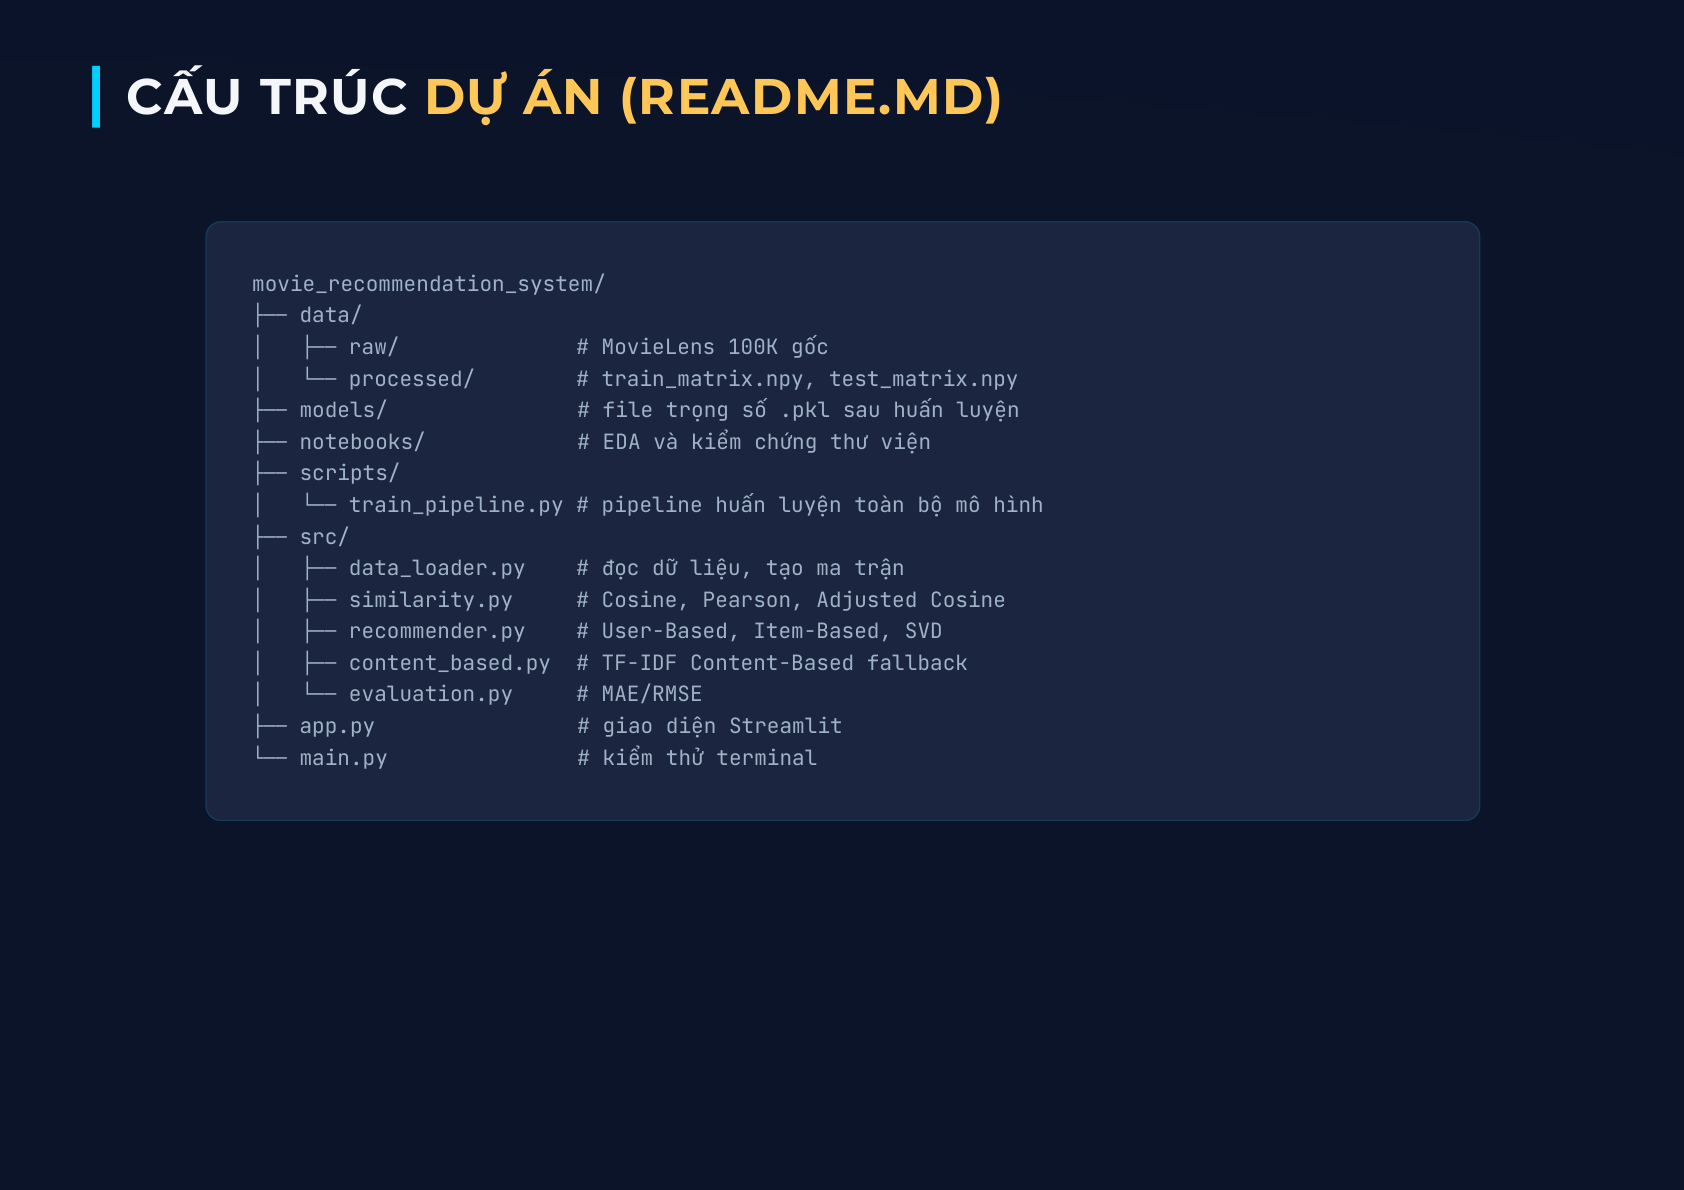 CẤU TRÚC DỰ ÁN (README.MD)
movie_recommendation_system/
├── data/
│   ├── raw/              # MovieLens 100K gốc
│   └── processed/        # train_matrix.npy, test_matrix.npy
├── models/               # file trọng số .pkl sau huấn luyện
├── notebooks/            # EDA và kiểm chứng thư viện
├── scripts/
│   └── train_pipeline.py # pipeline huấn luyện toàn bộ mô hình
├── src/
│   ├── data_loader.py    # đọc dữ liệu, tạo ma trận
│   ├── similarity.py     # Cosine, Pearson, Adjusted Cosine
│   ├── recommender.py    # User-Based, Item-Based, SVD
│   ├── content_based.py  # TF-IDF Content-Based fallback
│   └── evaluation.py     # MAE/RMSE
├── app.py                # giao diện Streamlit
└── main.py               # kiểm thử terminal